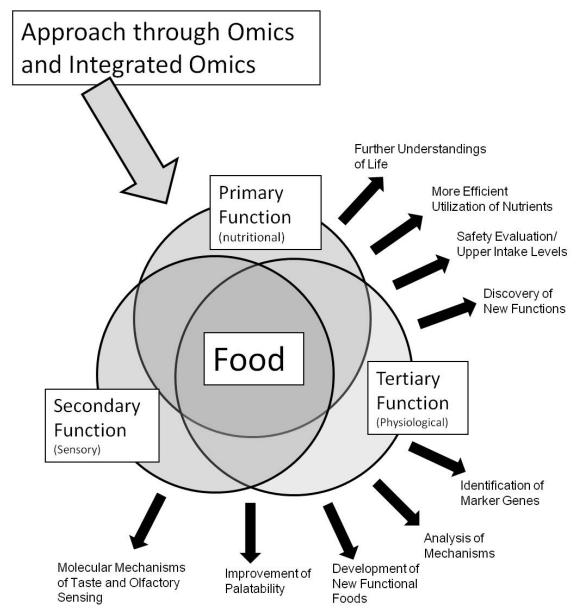 Approach through Omics
and Integrated Omics
Further Understandings
of Life
Primary
Function
(nutritional)
More Efficient
Utilization of Nutrients
Safety Evaluation/
Upper Intake Levels
Discovery of
New Functions
Food
Secondary
Function
(Sensory)
Tertiary
Function
(Physiological)
Identification of
Marker Genes
Analysis of
Mechanisms
Development of
New Functional
Foods
Improvement of
Palatability
Molecular Mechanisms
of Taste and Olfactory
Sensing